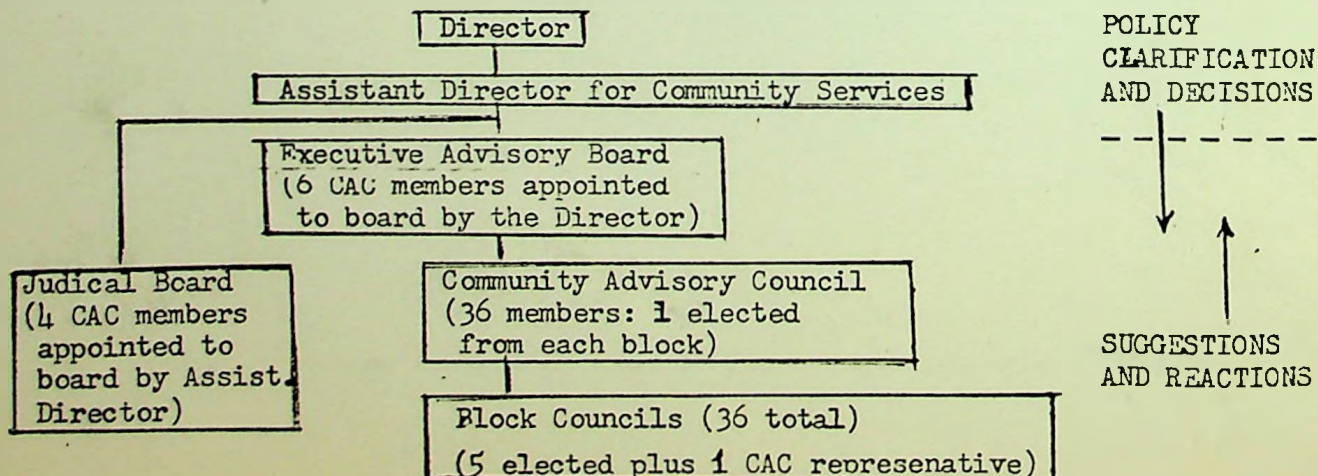 Director
Assistant Director for Community Services
Executive Advisory Board
(6 CAC members appointed
to board by the Director)
Judical Board
(4 CAC members
appointed to
board by Assist.
Director)
Community Advisory Council
(36 members: 1 elected
from each block)
Block Councils (36 total)
(5 elected plus 1 CAC represenative)
POLICY
CLARIFICATION
AND DECISIONS
SUGGESTIONS
AND REACTIONS